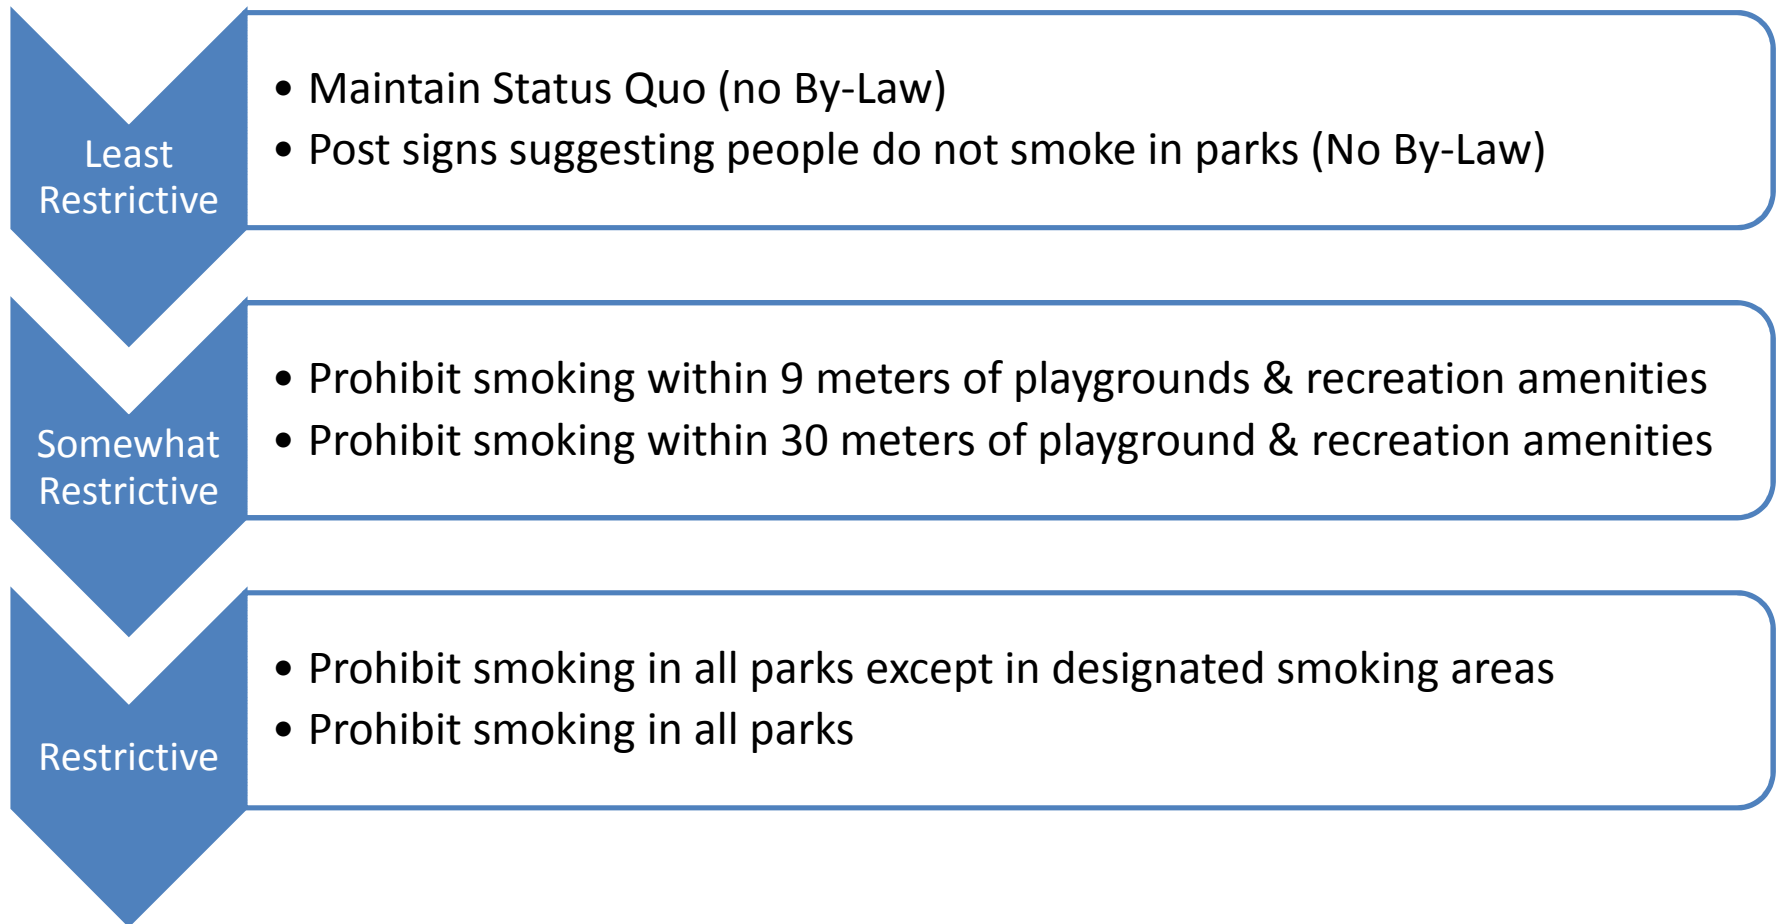 Least
Restrictive
• Maintain Status Quo (no By-Law)
• Post signs suggesting people do not smoke in parks (No By-Law)
Somewhat
Restrictive
• Prohibit smoking within 9 meters of playgrounds & recreation amenities
• Prohibit smoking within 30 meters of playground & recreation amenities
Restrictive
• Prohibit smoking in all parks except in designated smoking areas
• Prohibit smoking in all parks